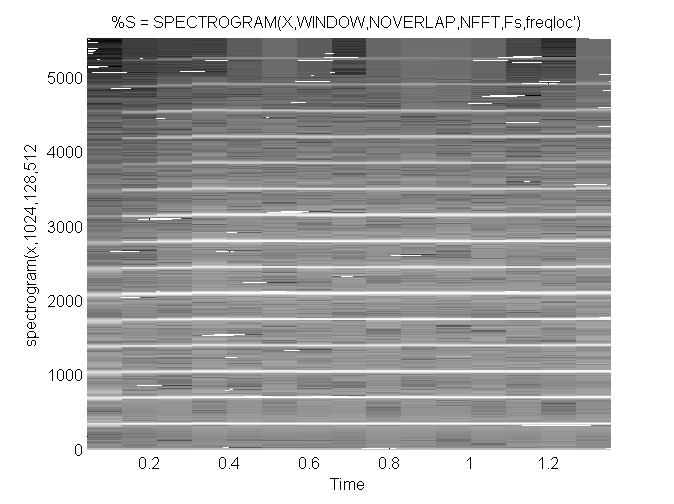 %S = SPECTROGRAM(X,WINDOW,NOVERLAP,NFFT,Fs,freqloc')
5000
4000
3000
2000
1000
0
spectrogram(x,1024,128,512
0.2 0.4 0.6 0.8 1 1.2
Time